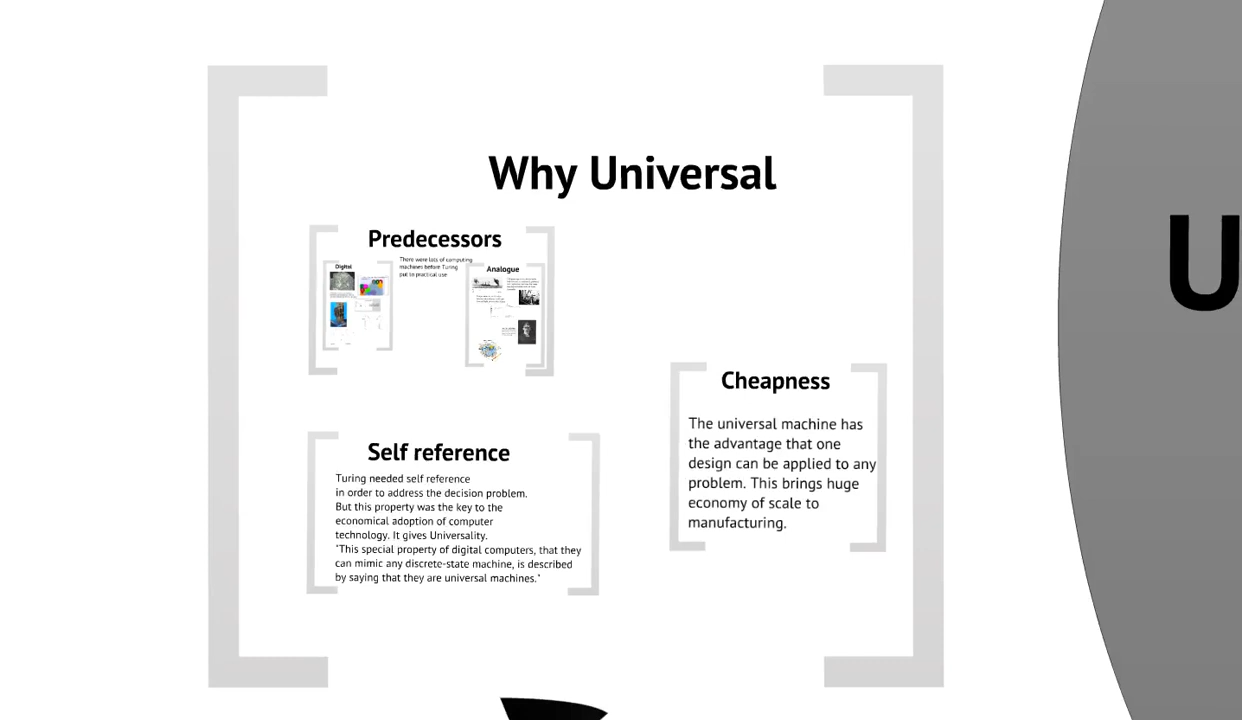 Why Universal
Predecessors
There were lots of computing
machines before Turing
put to practical use
Digital
Analogue
Cheapness
The universal machine has
the advantage that one
design can be applied to any
problem. This brings huge
economy of scale to
manufacturing.
Self reference
Turing needed self reference
in order to address the decision problem.
But this property was the key to the
economical adoption of computer
technology. It gives Universality.
"This special property of digital computers, that they
can mimic any discrete-state machine, is described
by saying that they are universal machines."
U